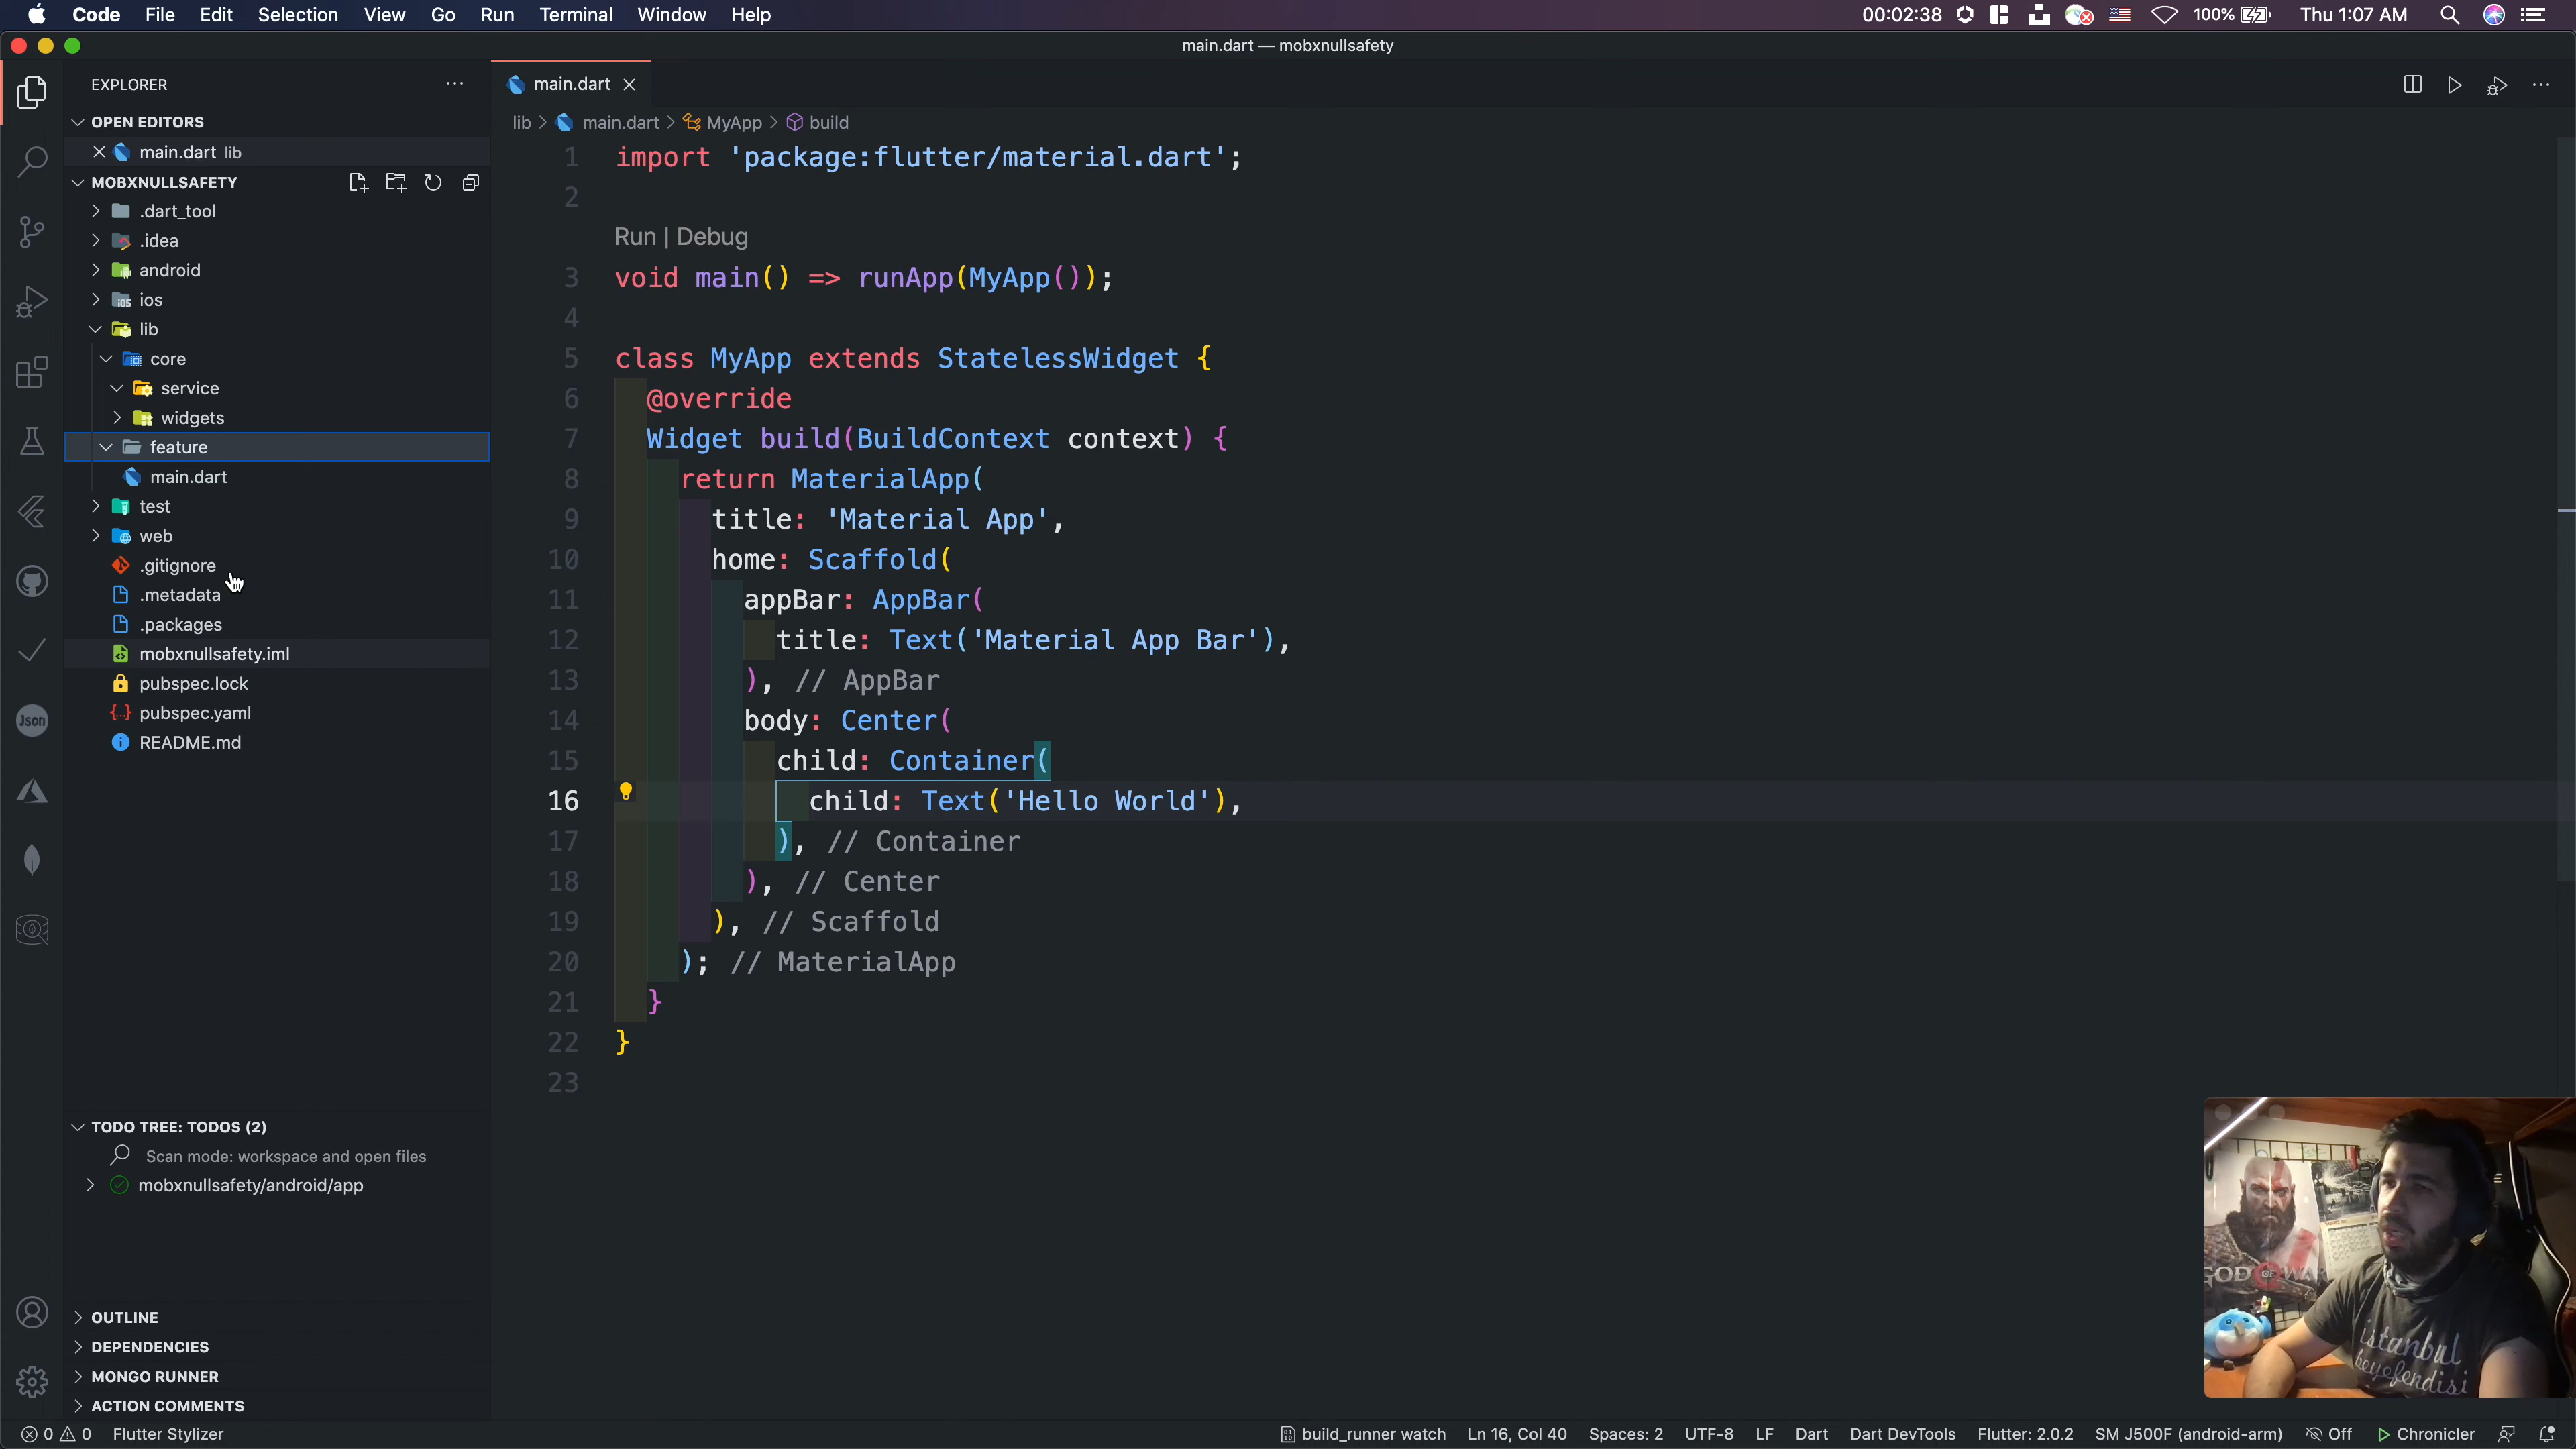 Code File Edit Selection View Go Run Terminal Window Help 00:02:38 100% Thu 1:07 AM
main.dart — mobxnullsafety
EXPLORER
OPEN EDITORS
main.dart lib
MOBXNULLSAFETY
.dart_tool
.idea
android
ios
lib
core
service
widgets
feature
main.dart
test
web
.gitignore
.metadata
.packages
mobxnullsafety.iml
pubspec.lock
pubspec.yaml
README.md
TODO TREE: TODOS (2)
Scan mode: workspace and open files
mobxnullsafety/android/app
OUTLINE
DEPENDENCIES
MONGO RUNNER
ACTION COMMENTS
Json
main.dart
lib > main.dart > MyApp > build
1 import 'package:flutter/material.dart';
2
Run | Debug
3 void main() => runApp(MyApp());
4
5 class MyApp extends StatelessWidget {
6 @override
7 Widget build(BuildContext context) {
8 return MaterialApp(
9 title: 'Material App',
10 home: Scaffold(
11 appBar: AppBar(
12 title: Text('Material App Bar'),
13 ), // AppBar
14 body: Center(
15 child: Container(
16 child: Text('Hello World'),
17 ), // Container
18 ), // Center
19 ), // Scaffold
20 ); // MaterialApp
21 }
22 }
23
GOD OF WAR
istanbul
beyefendisi
0 0 Flutter Stylizer build_runner watch Ln 16, Col 40 Spaces: 2 UTF-8 LF Dart Dart DevTools Flutter: 2.0.2 SM J500F (android-arm) Off Chronicler